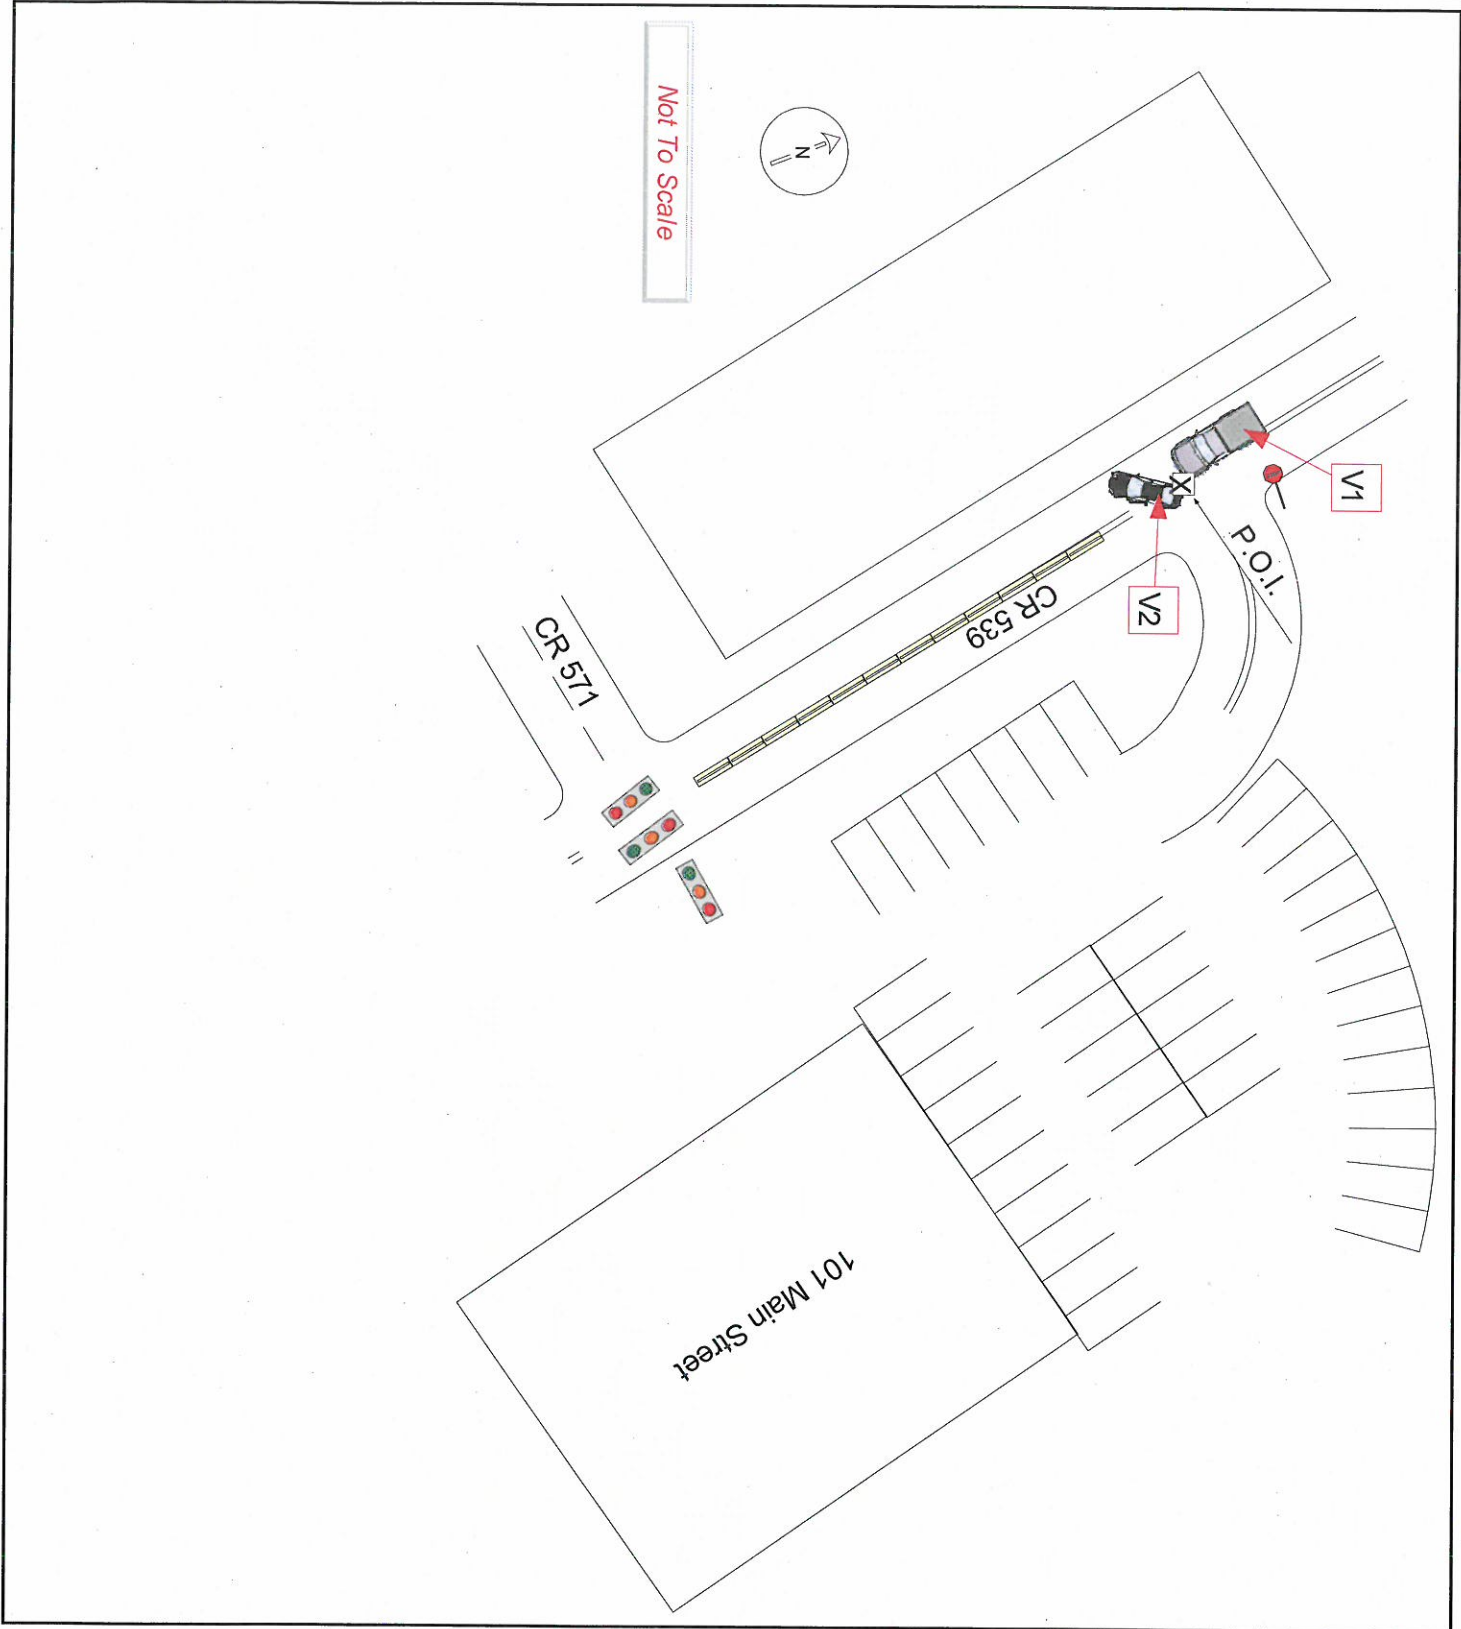 Not To Scale
N
V1
P.O.I.
X
V2
CR 539
CR 571
101 Main Street